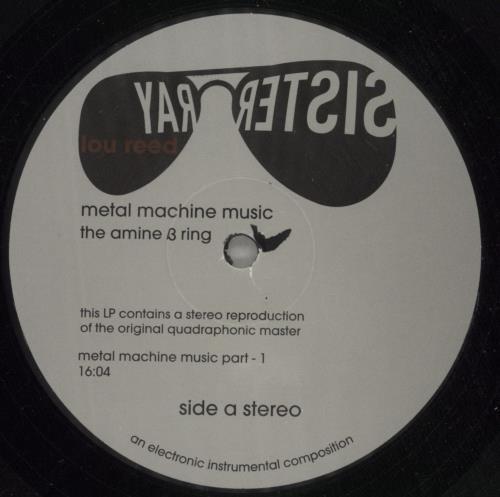 SISTER RAY
lou reed
metal machine music
the amine ß ring
this LP contains a stereo reproduction
of the original quadraphonic master
metal machine music part - 1
16:04
side a stereo
an electronic instrumental composition